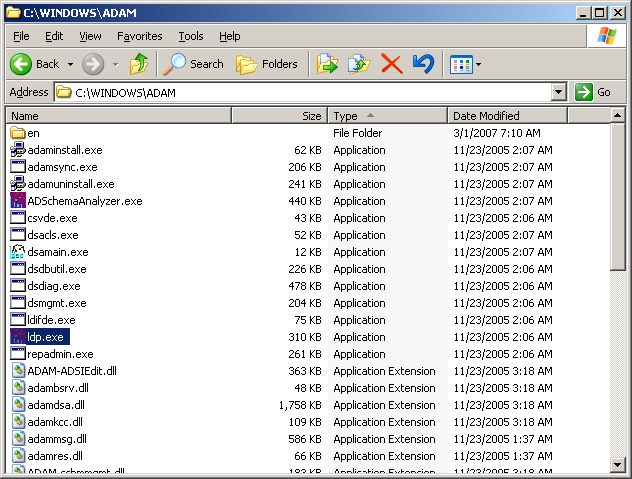 C:\WINDOWS\ADAM
File Edit View Favorites Tools Help
Back Search Folders
Address C:\WINDOWS\ADAM Go
Name Size Type Date Modified
en File Folder 3/1/2007 7:10 AM
adaminstall.exe 62 KB Application 11/23/2005 2:07 AM
adamsync.exe 206 KB Application 11/23/2005 2:07 AM
adamuninstall.exe 241 KB Application 11/23/2005 2:07 AM
ADSchemaAnalyzer.exe 440 KB Application 11/23/2005 2:07 AM
csvde.exe 43 KB Application 11/23/2005 2:06 AM
dsacls.exe 52 KB Application 11/23/2005 2:07 AM
dsamain.exe 12 KB Application 11/23/2005 2:07 AM
dsdbutil.exe 226 KB Application 11/23/2005 2:06 AM
dsdiag.exe 478 KB Application 11/23/2005 2:06 AM
dsmgmt.exe 204 KB Application 11/23/2005 2:06 AM
ldifde.exe 75 KB Application 11/23/2005 2:06 AM
ldp.exe 310 KB Application 11/23/2005 2:06 AM
repadmin.exe 261 KB Application 11/23/2005 2:06 AM
ADAM-ADSIEdit.dll 363 KB Application Extension 11/23/2005 3:18 AM
adambsrv.dll 48 KB Application Extension 11/23/2005 3:18 AM
adamdsa.dll 1,758 KB Application Extension 11/23/2005 3:18 AM
adamkcc.dll 109 KB Application Extension 11/23/2005 3:18 AM
adammsg.dll 586 KB Application Extension 11/23/2005 1:37 AM
adamres.dll 66 KB Application Extension 11/23/2005 1:37 AM
ADAM-schmmgmt.dll 183 KB Application Extension 11/23/2005 3:18 AM